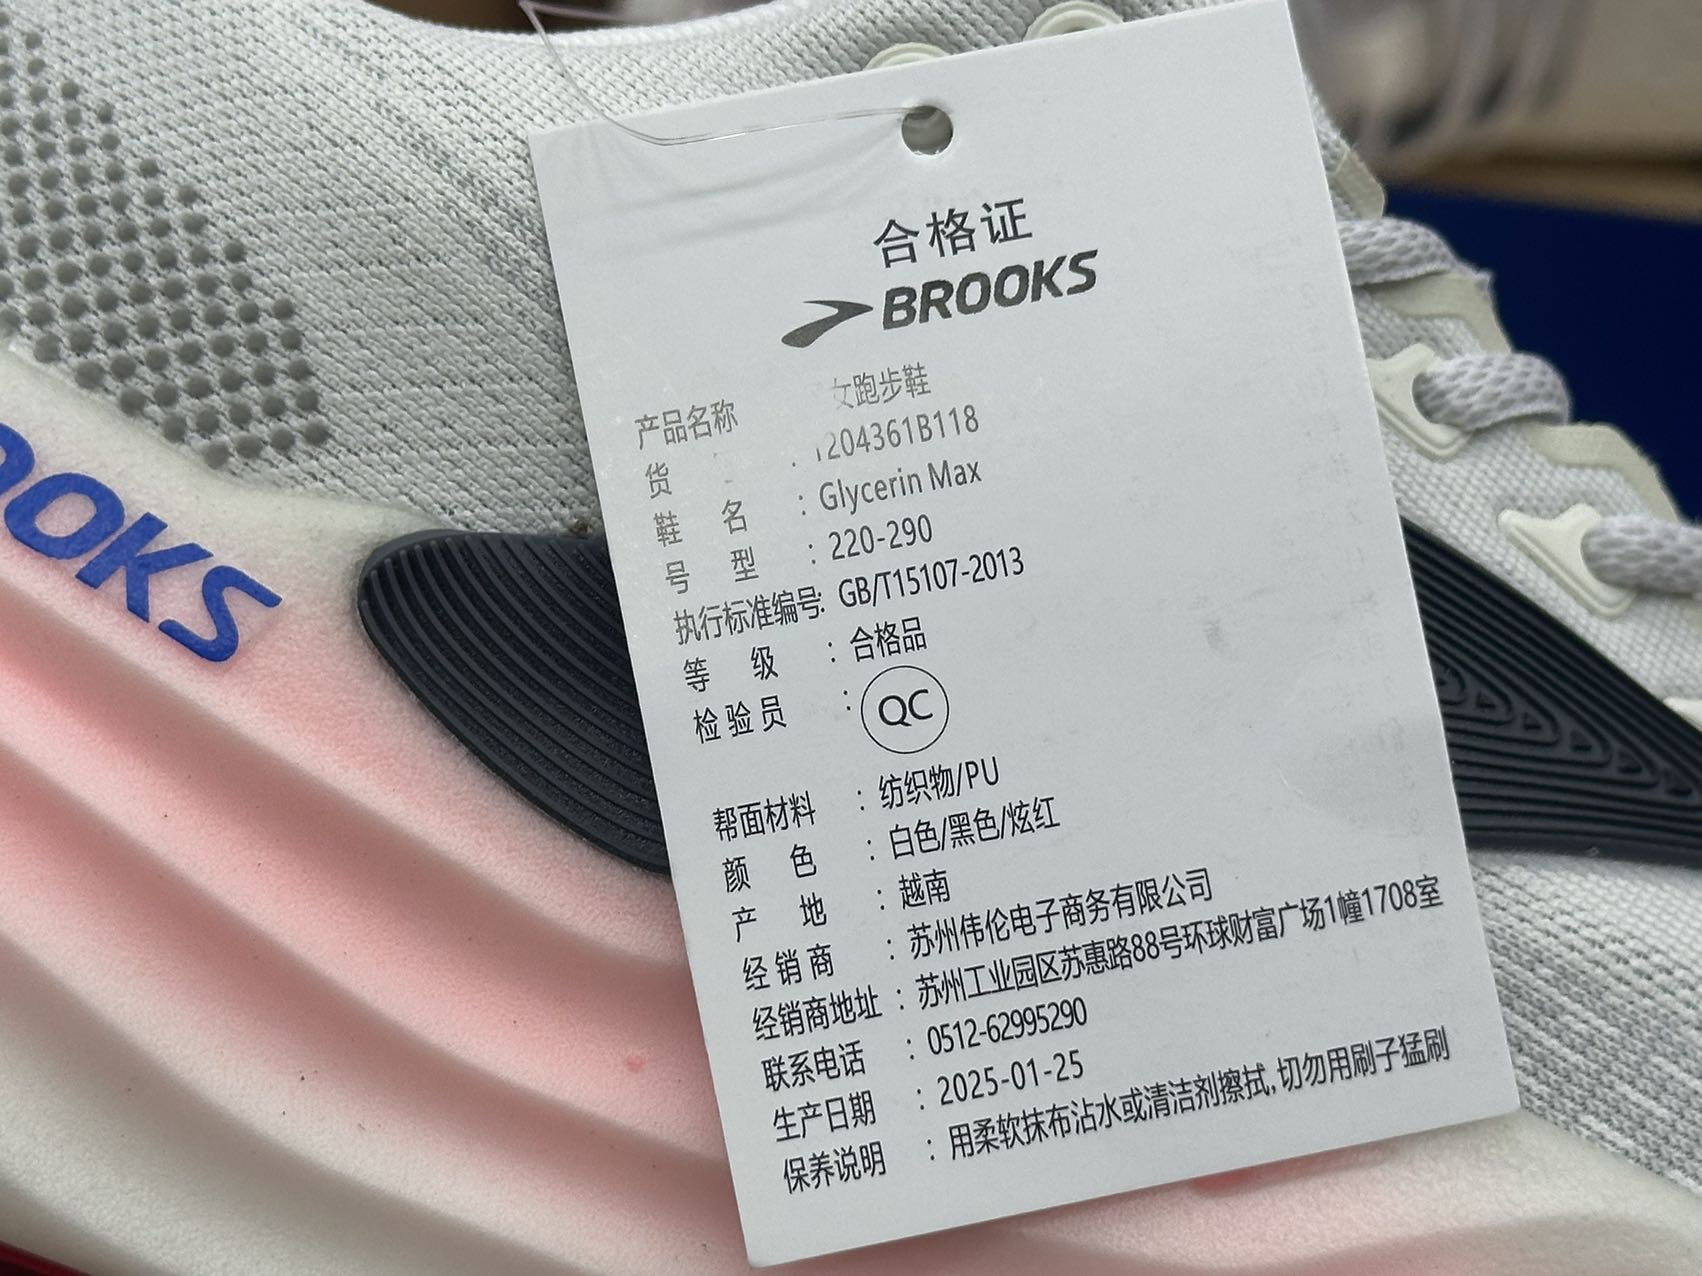 合格证
BROOKS
产品名称 女跑步鞋
货 : 1204361B118
鞋 名 : Glycerin Max
号 型 : 220-290
执行标准编号: GB/T15107-2013
等 级 : 合格品
检验员 : QC
帮面材料 : 纺织物/PU
颜 色 : 白色/黑色/炫红
产 地 : 越南
经销商 : 苏州伟伦电子商务有限公司
经销商地址 : 苏州工业园区苏惠路88号环球财富广场1幢1708室
联系电话 : 0512-62995290
生产日期 : 2025-01-25
保养说明 : 用柔软抹布沾水或清洁剂擦拭,切勿用刷子猛刷
OOKS